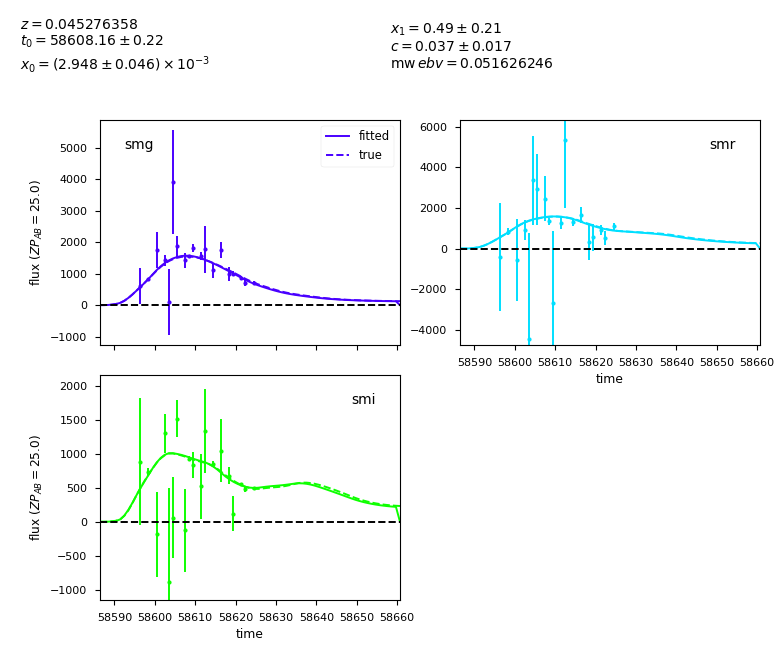 z = 0.045276358
t₀ = 58608.16 ± 0.22
x₀ = (2.948 ± 0.046) × 10⁻³
x₁ = 0.49 ± 0.21
c = 0.037 ± 0.017
mw ebv = 0.051626246
smg
fitted
true
5000
4000
3000
2000
1000
0
−1000
flux (ZP_AB = 25.0)
smr
6000
4000
2000
0
−2000
−4000
58590 58600 58610 58620 58630 58640 58650 58660
time
smi
2000
1500
1000
500
0
−500
−1000
flux (ZP_AB = 25.0)
58590 58600 58610 58620 58630 58640 58650 58660
time